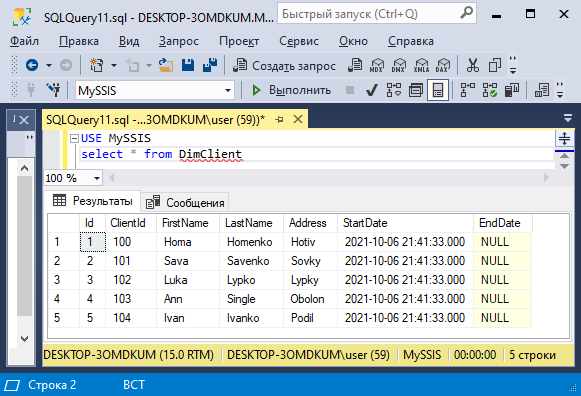 SQLQuery11.sql - DESKTOP-3OMDKUM.M...
Быстрый запуск (Ctrl+Q)
Файл Правка Вид Запрос Проект Сервис Окно Справка
Создать запрос MDX DMX XMLA DAX
MySSIS Выполнить
SQLQuery11.sql -...3OMDKUM\user (59))*
USE MySSIS
select * from DimClient
100 %
Результаты Сообщения
Id ClientId FirstName LastName Address StartDate EndDate
1 1 100 Homa Homenko Hotiv 2021-10-06 21:41:33.000 NULL
2 2 101 Sava Savenko Sovky 2021-10-06 21:41:33.000 NULL
3 3 102 Luka Lypko Lypky 2021-10-06 21:41:33.000 NULL
4 4 103 Ann Single Obolon 2021-10-06 21:41:33.000 NULL
5 5 104 Ivan Ivanko Podil 2021-10-06 21:41:33.000 NULL
DESKTOP-3OMDKUM (15.0 RTM) DESKTOP-3OMDKUM\user (59) MySSIS 00:00:00 5 строки
Строка 2 ВСТ